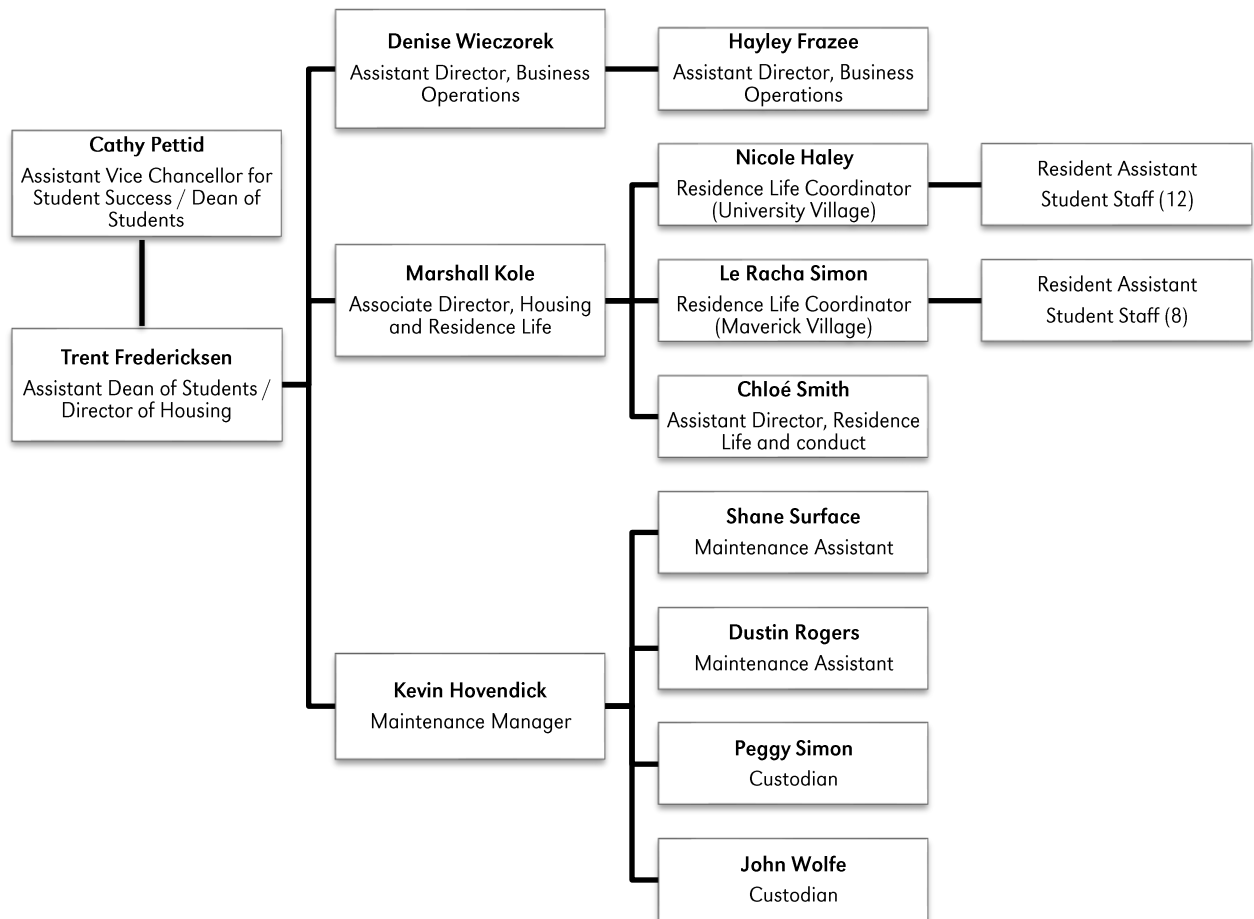 Cathy Pettid
Assistant Vice Chancellor for
Student Success / Dean of
Students
Trent Fredericksen
Assistant Dean of Students /
Director of Housing
Denise Wieczorek
Assistant Director, Business
Operations
Hayley Frazee
Assistant Director, Business
Operations
Marshall Kole
Associate Director, Housing
and Residence Life
Nicole Haley
Residence Life Coordinator
(University Village)
Resident Assistant
Student Staff (12)
Le Racha Simon
Residence Life Coordinator
(Maverick Village)
Resident Assistant
Student Staff (8)
Chloé Smith
Assistant Director, Residence
Life and conduct
Kevin Hovendick
Maintenance Manager
Shane Surface
Maintenance Assistant
Dustin Rogers
Maintenance Assistant
Peggy Simon
Custodian
John Wolfe
Custodian